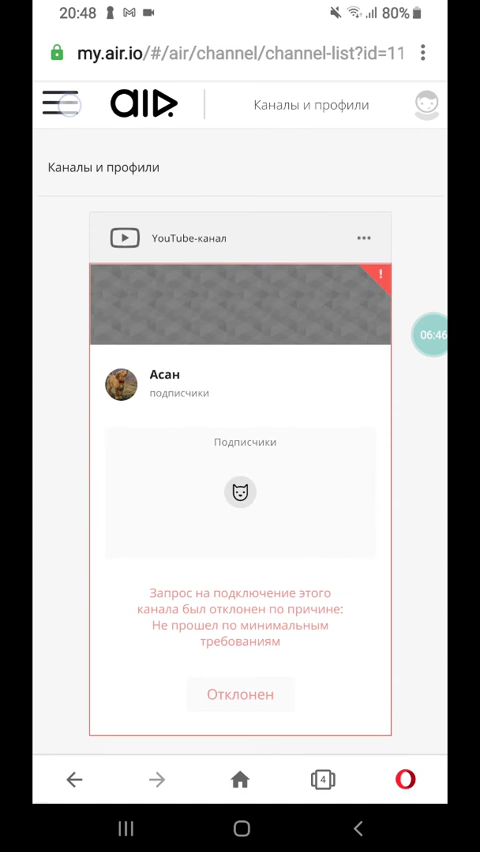 20:48 80%
my.air.io/#/air/channel/channel-list?id=11
aiр Каналы и профили
Каналы и профили
YouTube-канал ...
!
06:46
Асан
подписчики
Подписчики
Запрос на подключение этого
канала был отклонен по причине:
Не прошел по минимальным
требованиям
Отклонен
4